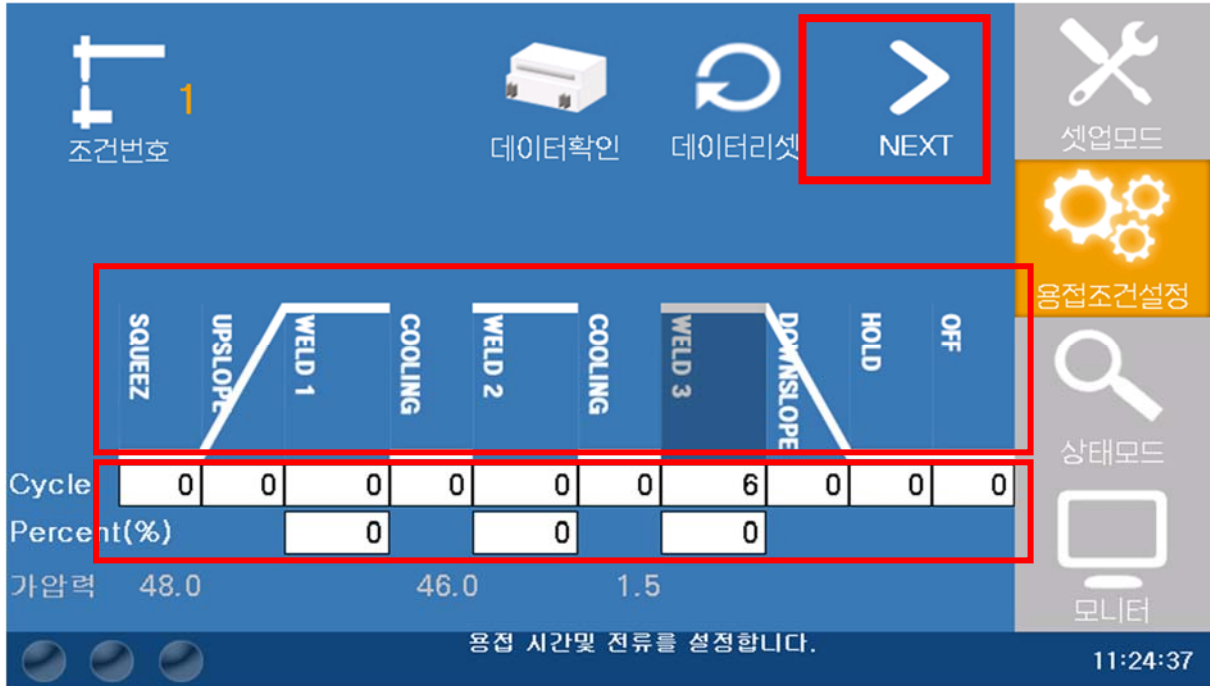 1
조건번호
데이터확인
데이터리셋
NEXT
셋업모드
용접조건설정
SQUEEZ
UPSLOPE
WELD 1
COOLING
WELD 2
COOLING
WELD 3
DOWNSLOPE
HOLD
OFF
상태모드
Cycle 0 0 0 0 0 0 6 0 0 0
Percent(%) 0 0 0
가압력 48.0 46.0 1.5
모니터
용접 시간및 전류를 설정합니다.
11:24:37